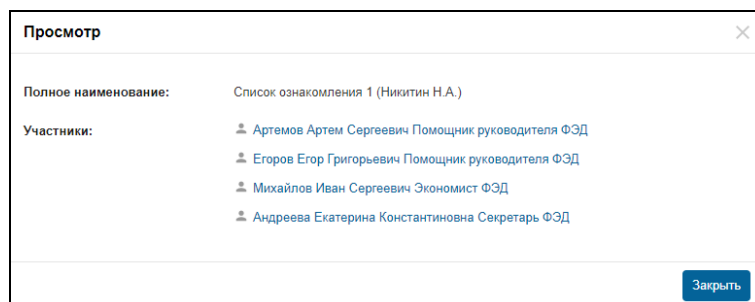 Просмотр
Полное наименование: Список ознакомления 1 (Никитин Н.А.)
Участники: Артемов Артем Сергеевич Помощник руководителя ФЭД
Егоров Егор Григорьевич Помощник руководителя ФЭД
Михайлов Иван Сергеевич Экономист ФЭД
Андреева Екатерина Константиновна Секретарь ФЭД
Закрыть